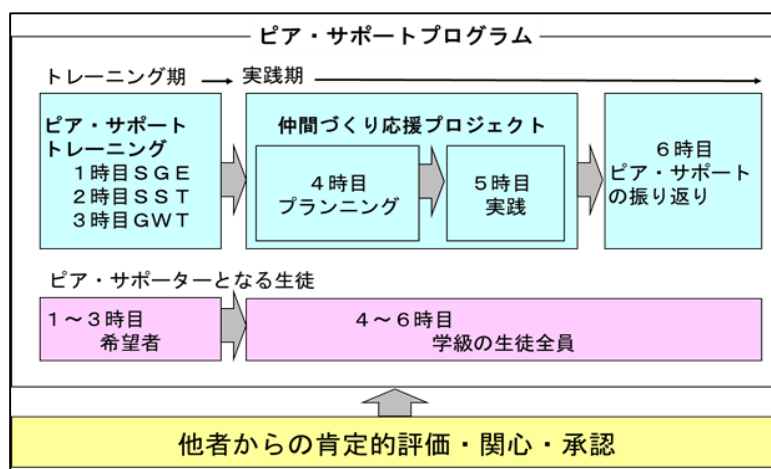 ピア・サポートプログラム
トレーニング期
実践期
ピア・サポート
トレーニング
１時目ＳＧＥ
２時目ＳＳＴ
３時目ＧＷＴ
仲間づくり応援プロジェクト
４時目
プランニング
５時目
実践
６時目
ピア・サポート
の振り返り
ピア・サポーターとなる生徒
１～３時目
希望者
４～６時目
学級の生徒全員
他者からの肯定的評価・関心・承認